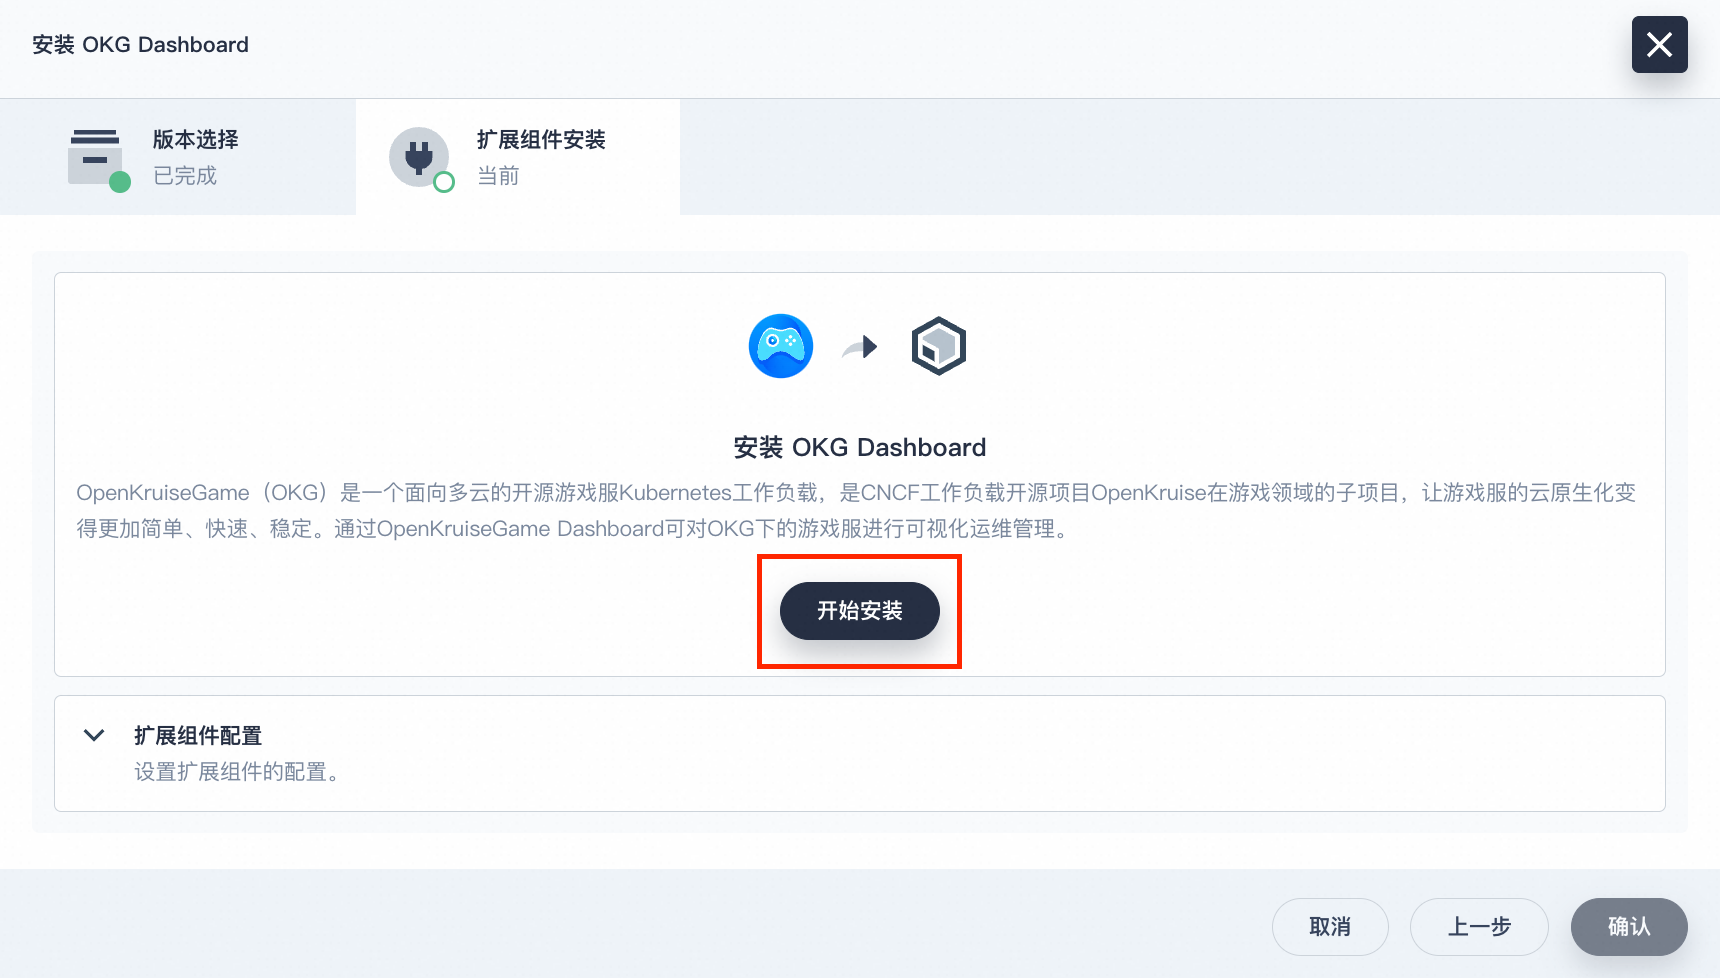 安装 OKG Dashboard
版本选择
已完成
扩展组件安装
当前
安装 OKG Dashboard
OpenKruiseGame（OKG）是一个面向多云的开源游戏服Kubernetes工作负载，是CNCF工作负载开源项目OpenKruise在游戏领域的子项目，让游戏服的云原生化变
得更加简单、快速、稳定。通过OpenKruiseGame Dashboard可对OKG下的游戏服进行可视化运维管理。
开始安装
扩展组件配置
设置扩展组件的配置。
取消
上一步
确认